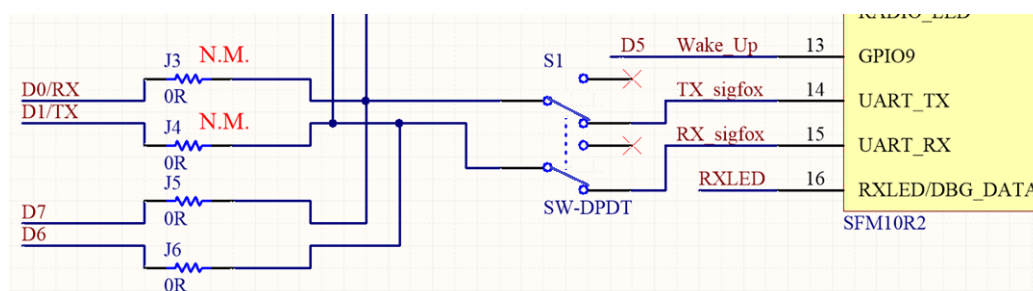 RADIO_LED
D5 Wake_Up 13 GPIO9
J3 N.M. S1
D0/RX 0R TX_sigfox 14 UART_TX
D1/TX
J4 N.M.
RX_sigfox 15 UART_RX
0R
J5 RXLED 16 RXLED/DBG_DATA
0R SW-DPDT
D7 SFM10R2
D6
J6
0R